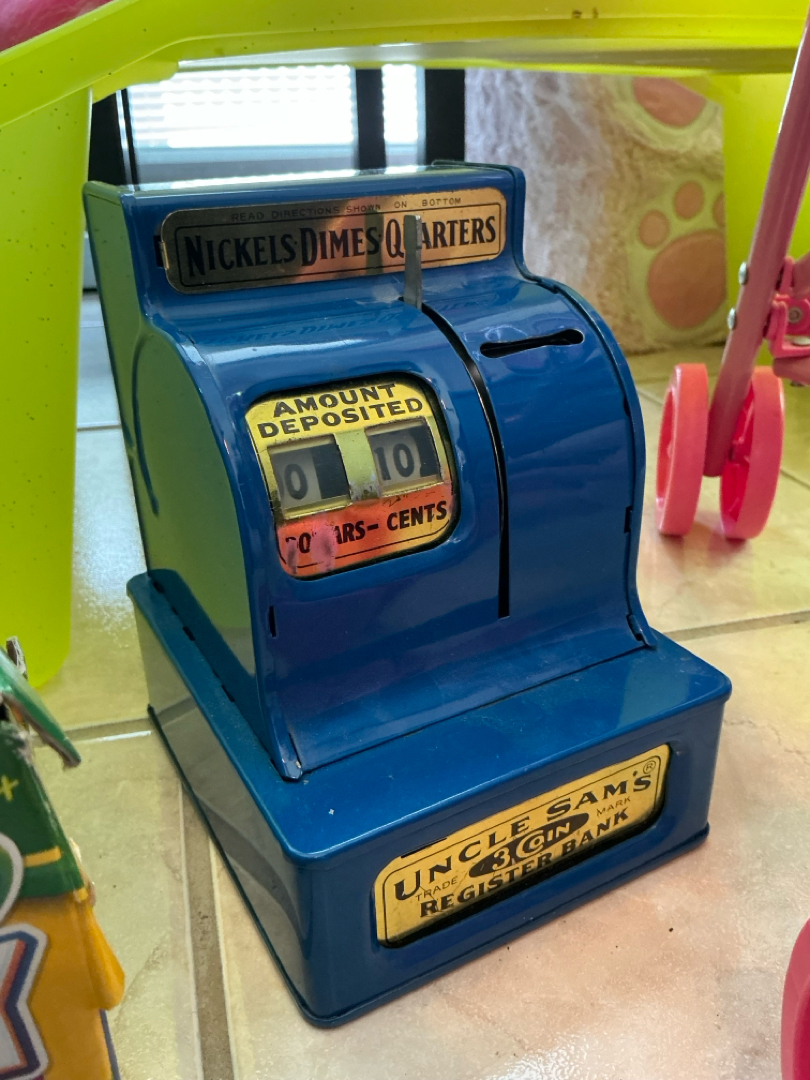 READ DIRECTIONS SHOWN ON BOTTOM
NICKELS DIMES QUARTERS
AMOUNT
DEPOSITED
0 10
DOLLARS- CENTS
UNCLE SAM'S®
TRADE 3 COIN MARK
REGISTER BANK